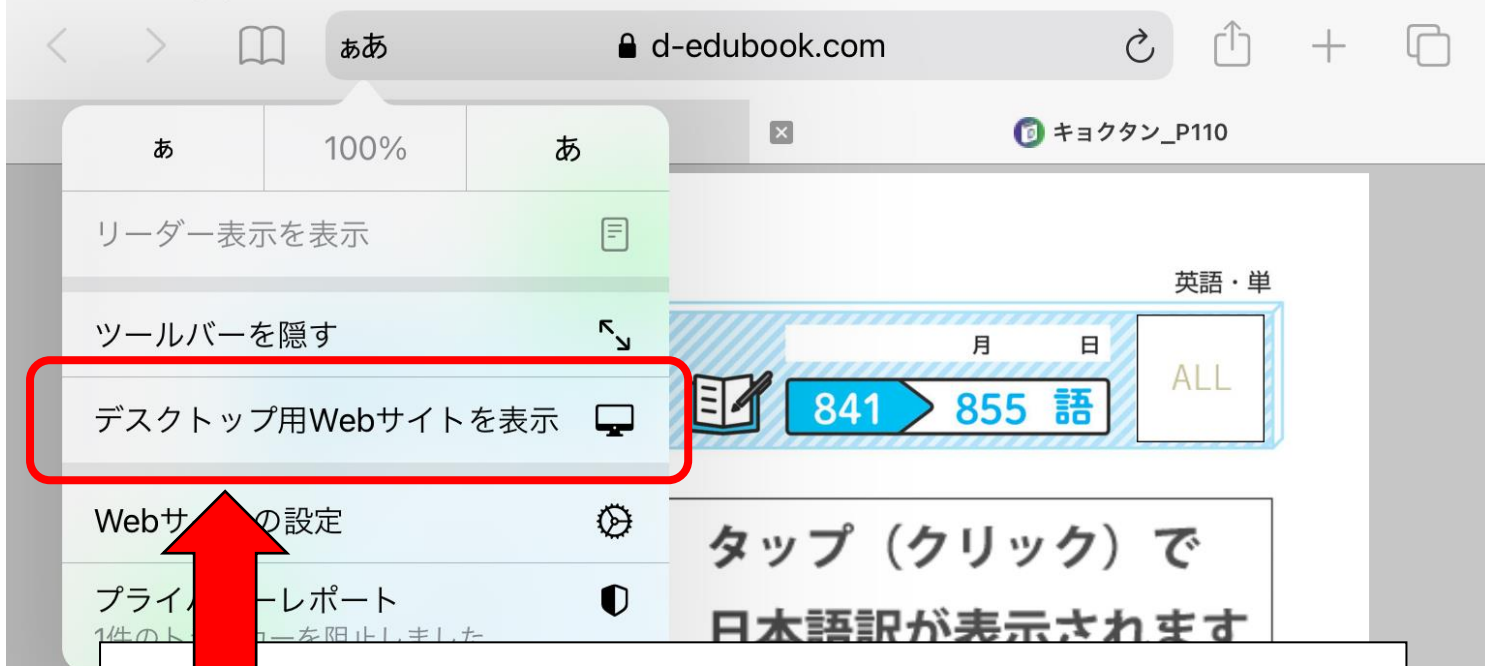 ぁあ
d-edubook.com
あ
100%
あ
キョクタン_P110
リーダー表示を表示
ツールバーを隠す
デスクトップ用Webサイトを表示
Webサ の設定
プライ ーレポート
1件のト カーを阻止しました
英語・単
月 日
841 855 語
ALL
タップ（クリック）で
日本語訳が表示されます